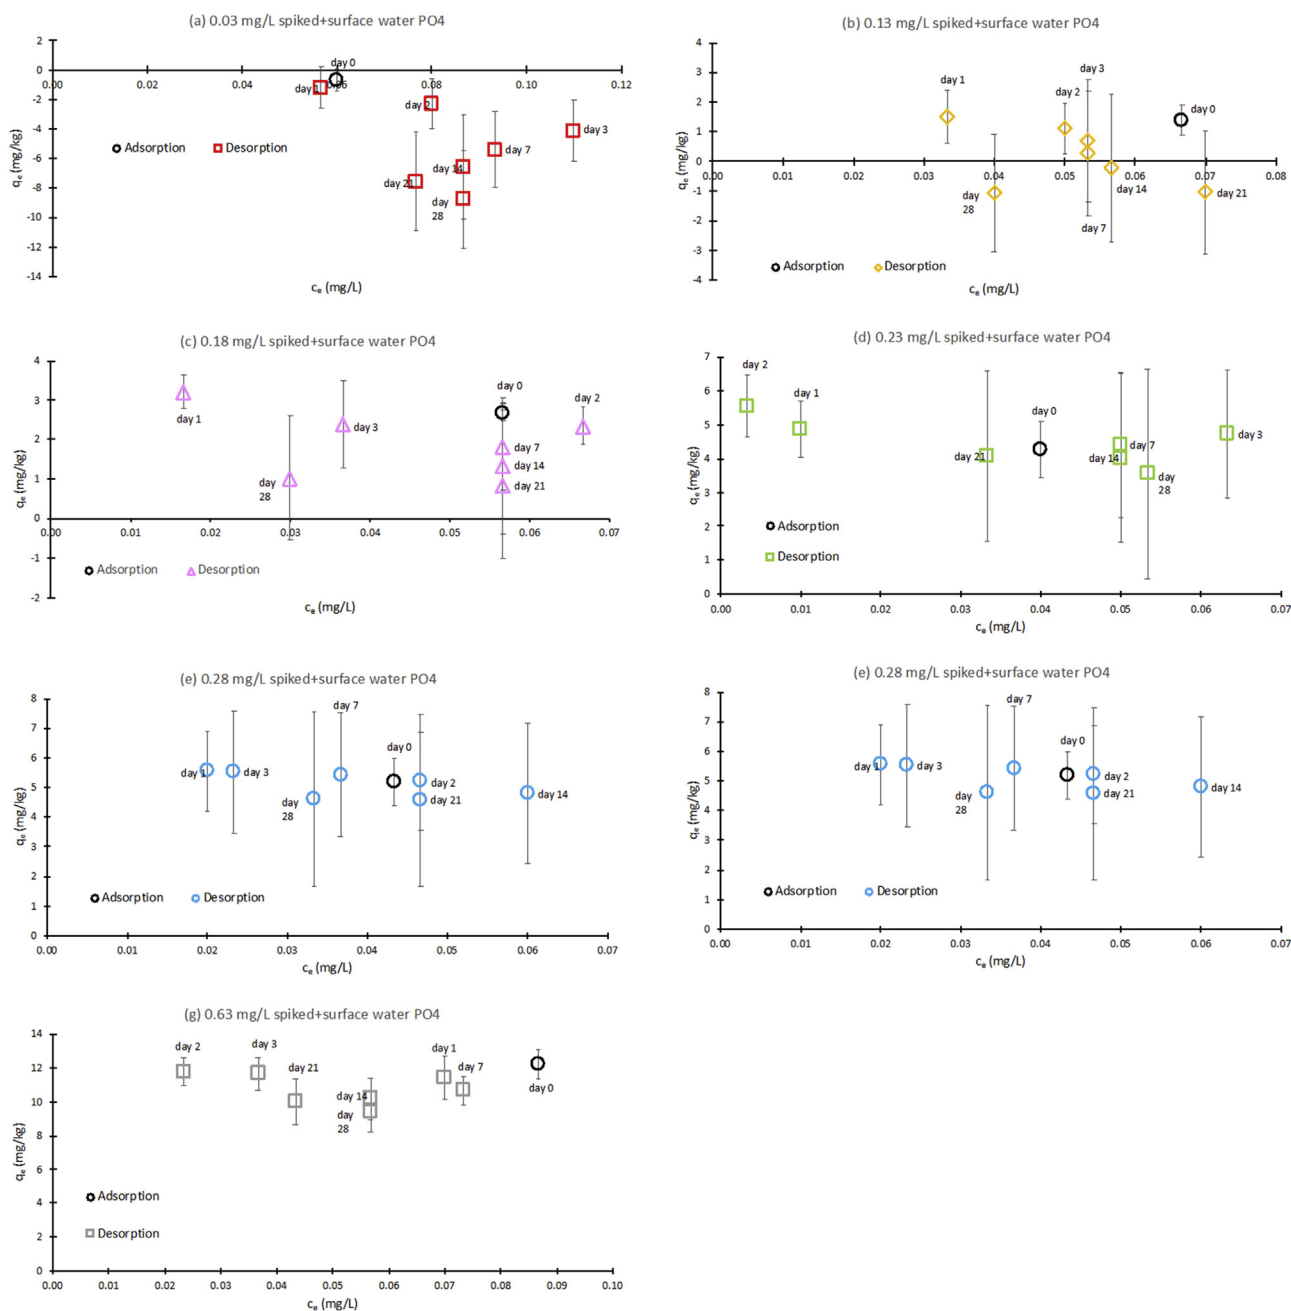 (a) 0.03 mg/L spiked+surface water PO4
2
0
-2
-4
-6
-8
-10
-12
-14
0.00 0.02 0.04 0.06 0.08 0.10 0.12
day 0
day 1
day 2
day 3
day 7
day 14
day 21
day
28
Adsorption Desorption
qe (mg/kg)
ce (mg/L)
(b) 0.13 mg/L spiked+surface water PO4
4
3
2
1
0
-1
-2
-3
-4
0.00 0.01 0.02 0.03 0.04 0.05 0.06 0.07 0.08
day 1
day 2
day 3
day 0
day
28
day 7
day 14
day 21
Adsorption Desorption
qe (mg/kg)
ce (mg/L)
(c) 0.18 mg/L spiked+surface water PO4
4
3
2
1
0
-1
-2
0.00 0.01 0.02 0.03 0.04 0.05 0.06 0.07
day 1
day
28
day 3
day 0
day 7
day 14
day 21
day 2
Adsorption Desorption
qe (mg/kg)
ce (mg/L)
(d) 0.23 mg/L spiked+surface water PO4
7
6
5
4
3
2
1
0
0.00 0.01 0.02 0.03 0.04 0.05 0.06 0.07
day 2
day 1
day 21
day 0
day 7
day 14
day
28
day 3
Adsorption
Desorption
qe (mg/kg)
ce (mg/L)
(e) 0.28 mg/L spiked+surface water PO4
8
7
6
5
4
3
2
1
0
0.00 0.01 0.02 0.03 0.04 0.05 0.06 0.07
day 1
day 3
day
28
day 7
day 0
day 2
day 21
day 14
Adsorption Desorption
qe (mg/kg)
ce (mg/L)
(e) 0.28 mg/L spiked+surface water PO4
8
7
6
5
4
3
2
1
0
0.00 0.01 0.02 0.03 0.04 0.05 0.06 0.07
day 1
day 3
day
28
day 7
day 0
day 2
day 21
day 14
Adsorption Desorption
qe (mg/kg)
ce (mg/L)
(g) 0.63 mg/L spiked+surface water PO4
14
12
10
8
6
4
2
0
0.00 0.01 0.02 0.03 0.04 0.05 0.06 0.07 0.08 0.09 0.10
day 2
day 3
day 21
day 14
day
28
day 1
day 7
day 0
Adsorption
Desorption
qe (mg/kg)
ce (mg/L)